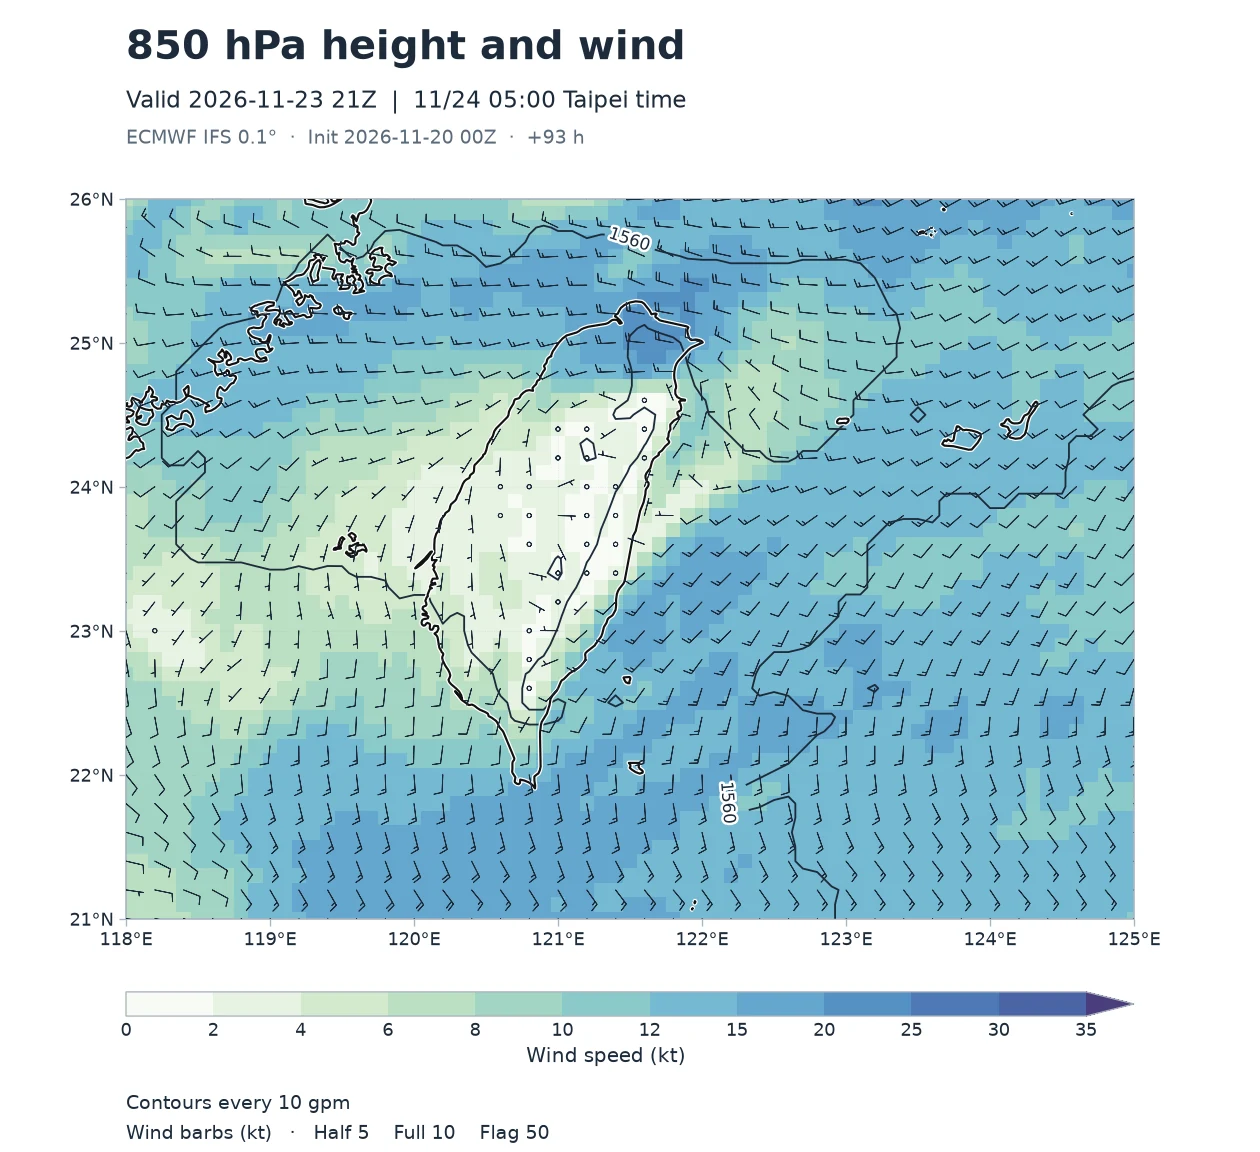 850 hPa height and wind
Valid 2026-11-23 21Z | 11/24 05:00 Taipei time
ECMWF IFS 0.1° · Init 2026-11-20 00Z · +93 h
26°N
25°N
24°N
23°N
22°N
21°N
1560
1560
118°E 119°E 120°E 121°E 122°E 123°E 124°E 125°E
0 2 4 6 8 10 12 15 20 25 30 35
Wind speed (kt)
Contours every 10 gpm
Wind barbs (kt) · Half 5 Full 10 Flag 50